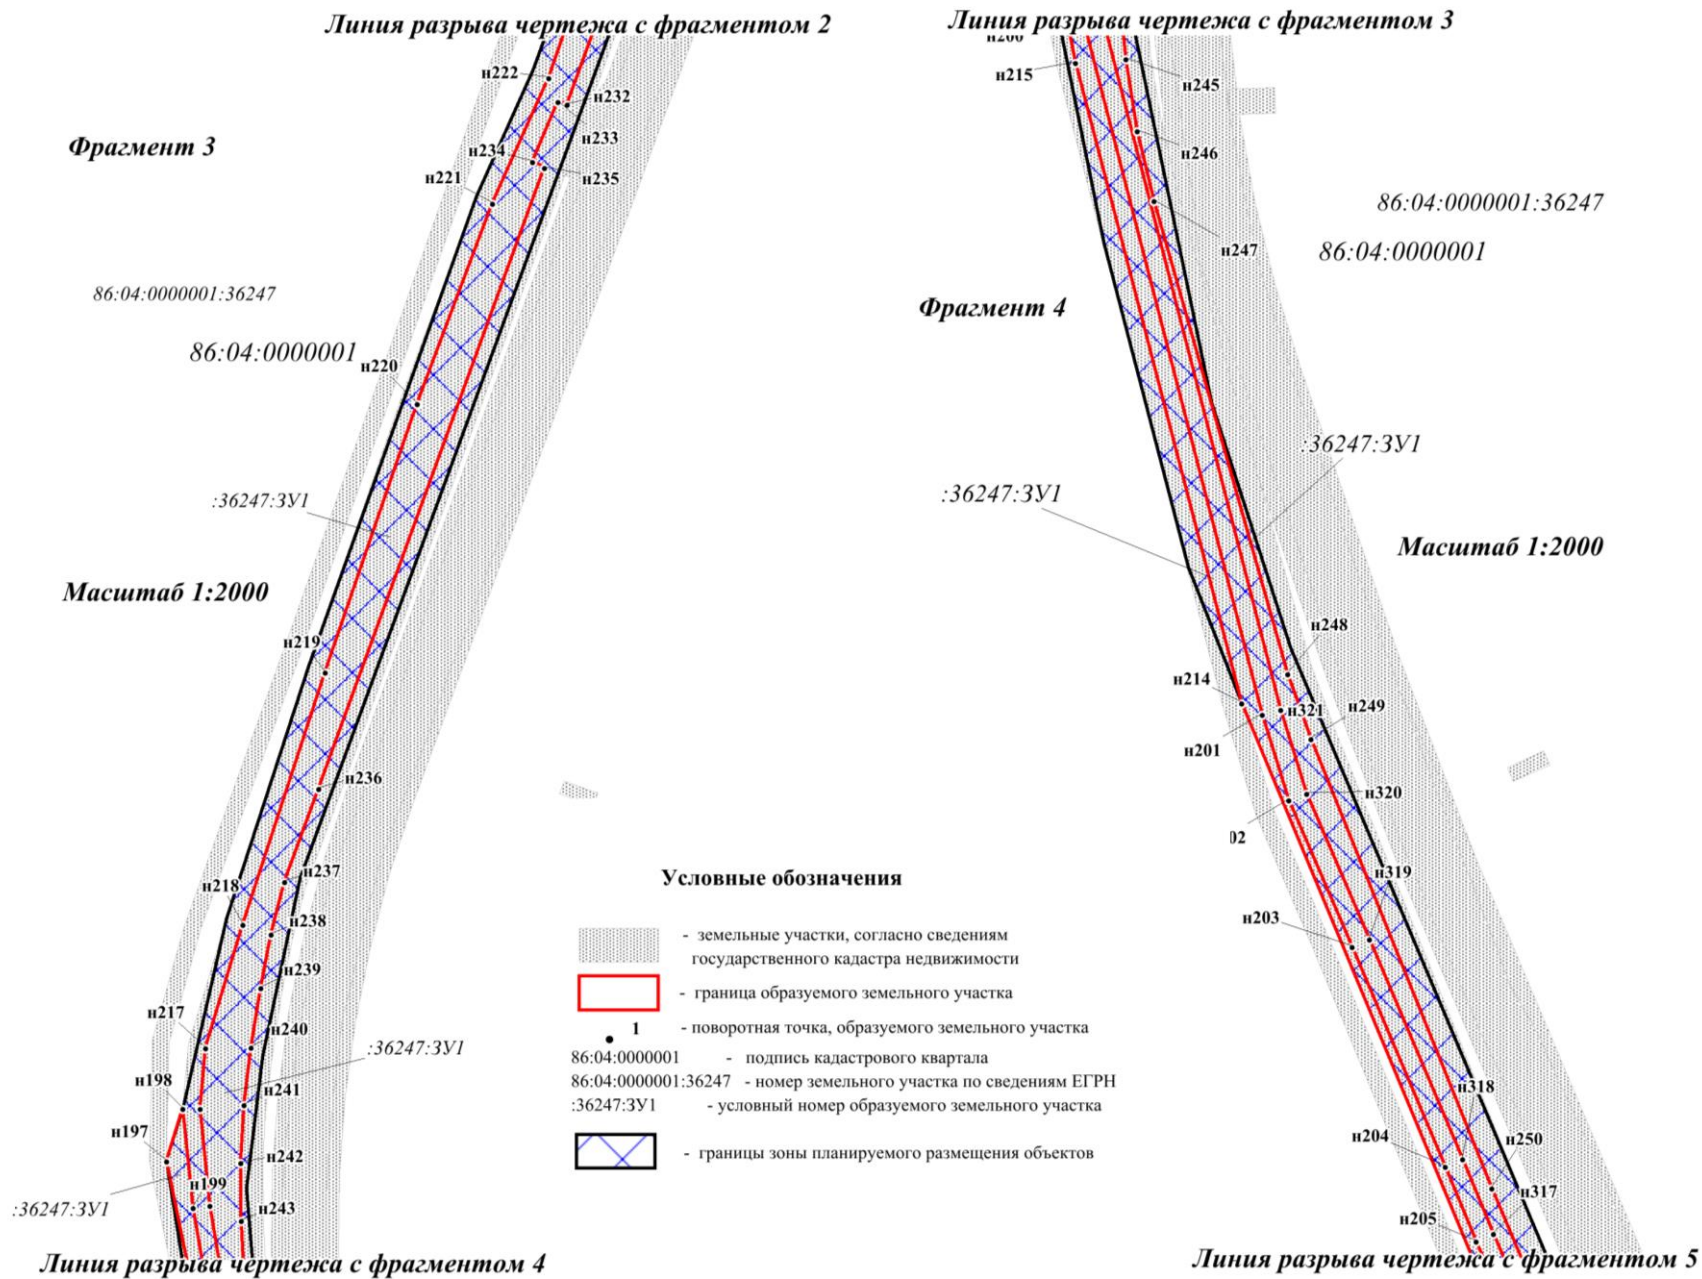 Линия разрыва чертежа с фрагментом 2
н222
н232
н233
Фрагмент 3
н234
н221
н235
86:04:0000001:36247
86:04:0000001
н220
:36247:ЗУ1
Масштаб 1:2000
н219
н236
н237
н218
н238
н239
н217
н240
:36247:ЗУ1
н198
н241
н197
н242
н199
:36247:ЗУ1
н243
Линия разрыва чертежа с фрагментом 4
Условные обозначения
- земельные участки, согласно сведениям
государственного кадастра недвижимости
- граница образуемого земельного участка
1 - поворотная точка, образуемого земельного участка
86:04:0000001 - подпись кадастрового квартала
86:04:0000001:36247 - номер земельного участка по сведениям ЕГРН
:36247:ЗУ1 - условный номер образуемого земельного участка
- границы зоны планируемого размещения объектов
Линия разрыва чертежа с фрагментом 3
н215
н245
н246
86:04:0000001:36247
н247
86:04:0000001
Фрагмент 4
:36247:ЗУ1
:36247:ЗУ1
Масштаб 1:2000
н248
н214
н321
н249
н201
н320
02
н319
н203
н318
н204
н250
н317
н205
Линия разрыва чертежа с фрагментом 5